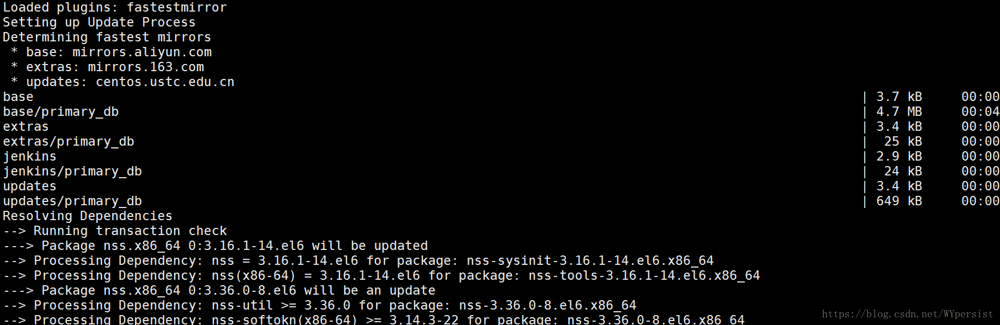 Loaded plugins: fastestmirror
Setting up Update Process
Determining fastest mirrors
 * base: mirrors.aliyun.com
 * extras: mirrors.163.com
 * updates: centos.ustc.edu.cn
base | 3.7 kB 00:00
base/primary_db | 4.7 MB 00:04
extras | 3.4 kB 00:00
extras/primary_db | 25 kB 00:00
jenkins | 2.9 kB 00:00
jenkins/primary_db | 24 kB 00:00
updates | 3.4 kB 00:00
updates/primary_db | 649 kB 00:00
Resolving Dependencies
--> Running transaction check
---> Package nss.x86_64 0:3.16.1-14.el6 will be updated
--> Processing Dependency: nss = 3.16.1-14.el6 for package: nss-sysinit-3.16.1-14.el6.x86_64
--> Processing Dependency: nss(x86-64) = 3.16.1-14.el6 for package: nss-tools-3.16.1-14.el6.x86_64
---> Package nss.x86_64 0:3.36.0-8.el6 will be an update
--> Processing Dependency: nss-util >= 3.36.0 for package: nss-3.36.0-8.el6.x86_64
--> Processing Dependency: nss-softokn(x86-64) >= 3.14.3-22 for package: nss-3.36.0-8.el6.x86_64
https://blog.csdn.net/WYpersist